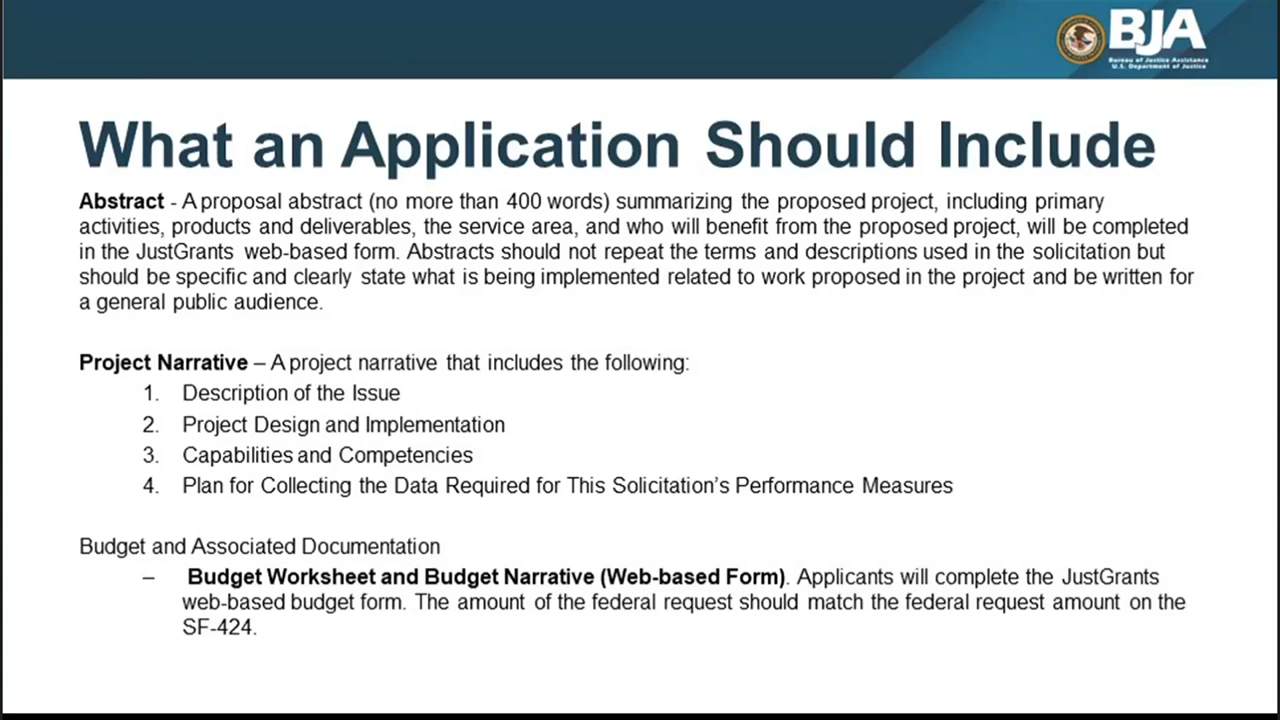 BJA
Bureau of Justice Assistance
U.S. Department of Justice
What an Application Should Include
Abstract - A proposal abstract (no more than 400 words) summarizing the proposed project, including primary
activities, products and deliverables, the service area, and who will benefit from the proposed project, will be completed
in the JustGrants web-based form. Abstracts should not repeat the terms and descriptions used in the solicitation but
should be specific and clearly state what is being implemented related to work proposed in the project and be written for
a general public audience.
Project Narrative – A project narrative that includes the following:
1. Description of the Issue
2. Project Design and Implementation
3. Capabilities and Competencies
4. Plan for Collecting the Data Required for This Solicitation’s Performance Measures
Budget and Associated Documentation
– Budget Worksheet and Budget Narrative (Web-based Form). Applicants will complete the JustGrants
web-based budget form. The amount of the federal request should match the federal request amount on the
SF-424.